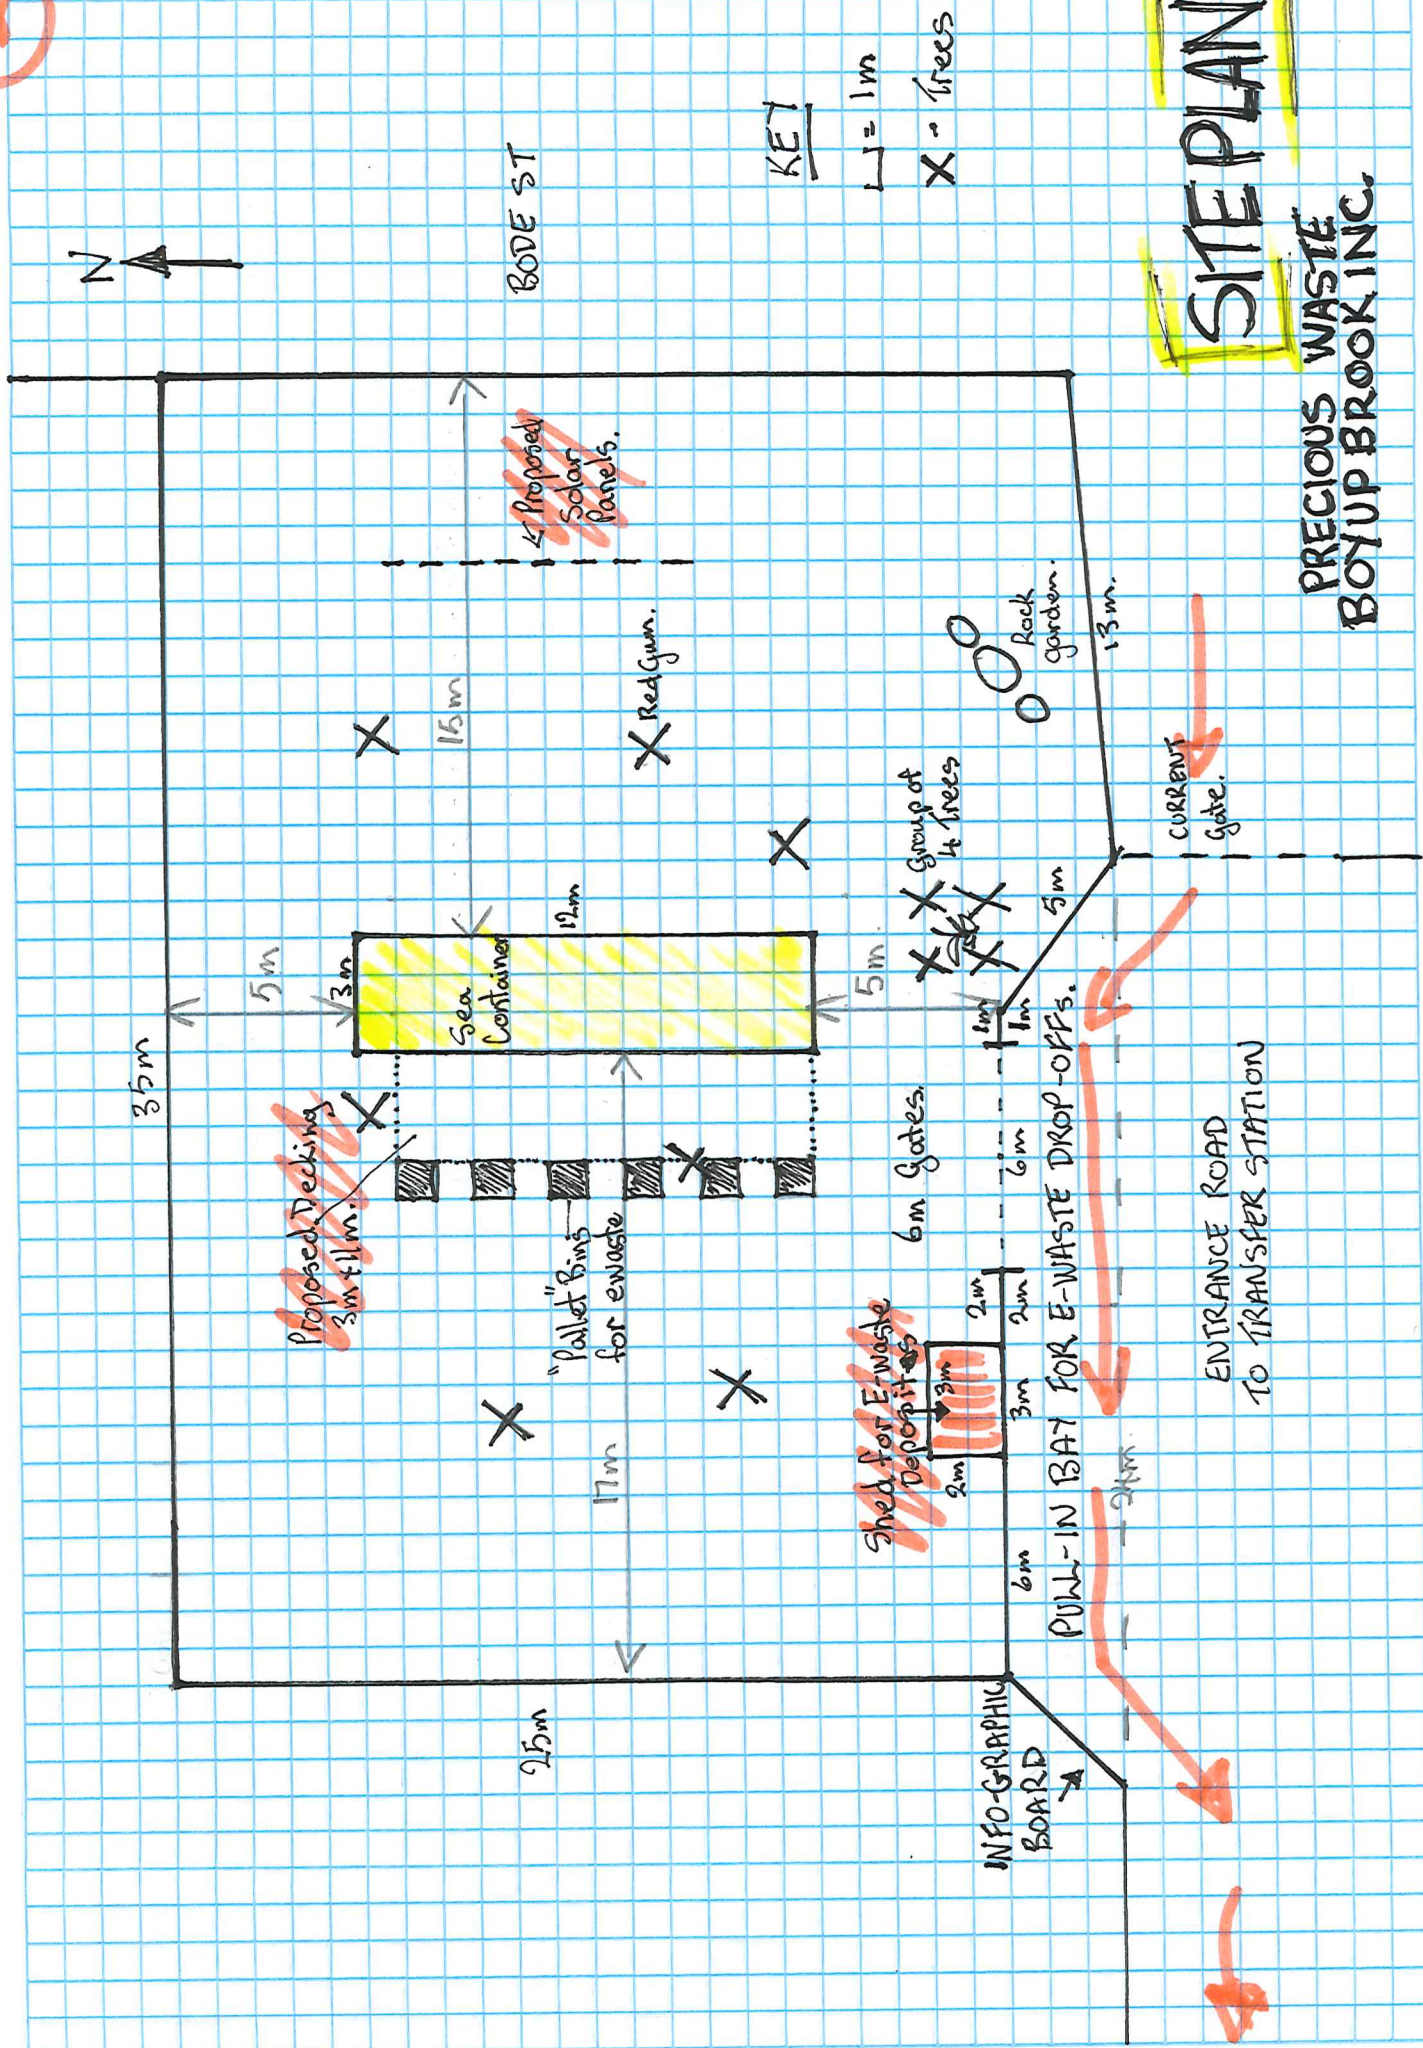 N
BODE ST
KEY
= 1m
X - Trees
SITE PLAN
PRECIOUS WASTE
BOYUP BROOK INC.
35m
5m
3m
Sea
Container
12m
15m
← Proposed
Solar
Panels.
Red Gum.
Proposed Decking
3m x 11m.
"Pallet" Bins
for ewaste
17m
25m
5m
Group of
4 Trees
Rock
garden.
13m.
5m
1m
1m
6m Gates.
6m
2m
2m
Shed for E-Waste
Deposit
3m
2m
3m
6m
PULL-IN BAY FOR E-WASTE DROP-OFFS.
24m
CURRENT
Gate.
INFO-GRAPHIC
BOARD
ENTRANCE ROAD
TO TRANSFER STATION